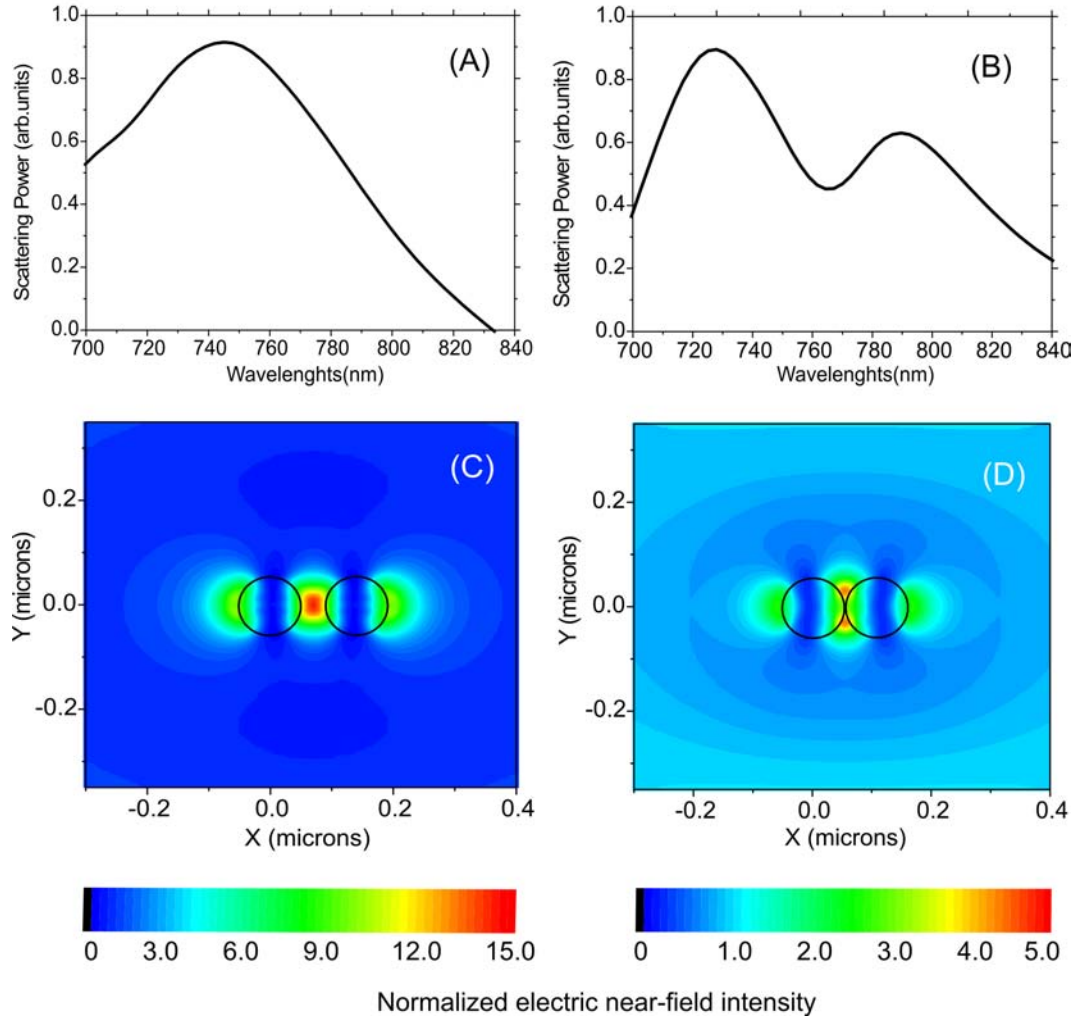 (A)
Scattering Power (arb.units)
1.0
0.8
0.6
0.4
0.2
0.0
700 720 740 760 780 800 820 840
Wavelenghts(nm)
(B)
Scattering Power (arb.units)
1.0
0.8
0.6
0.4
0.2
0.0
700 720 740 760 780 800 820 840
Wavelenghts(nm)
(C)
Y (microns)
0.2
0.0
-0.2
-0.2 0.0 0.2 0.4
X (microns)
(D)
Y (microns)
0.2
0.0
-0.2
-0.2 0.0 0.2 0.4
X (microns)
0 3.0 6.0 9.0 12.0 15.0
0 1.0 2.0 3.0 4.0 5.0
Normalized electric near-field intensity